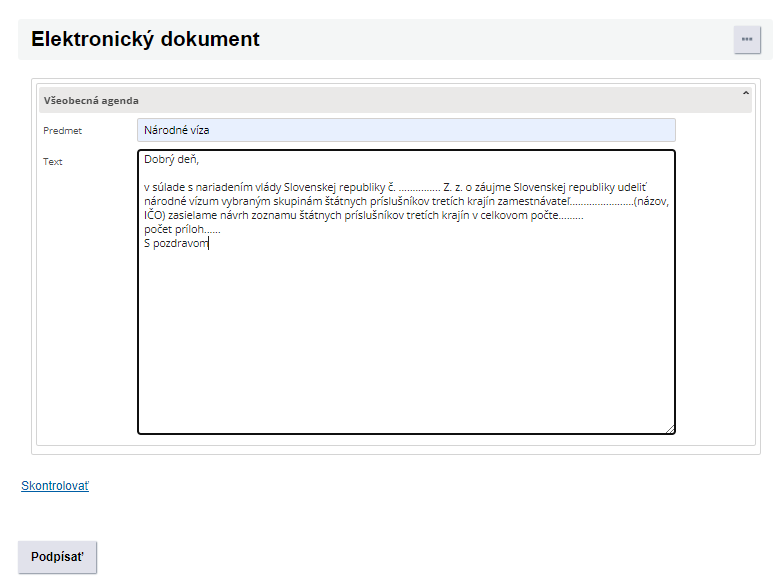 Elektronický dokument
Všeobecná agenda
Predmet
Národné víza
Text
Dobrý deň,
v súlade s nariadením vlády Slovenskej republiky č. ............... Z. z. o záujme Slovenskej republiky udeliť
národné vízum vybraným skupinám štátnych príslušníkov tretích krajín zamestnávateľ.......................(názov,
IČO) zasielame návrh zoznamu štátnych príslušníkov tretích krajín v celkovom počte.........
počet príloh......
S pozdravom
Skontrolovať
Podpísať